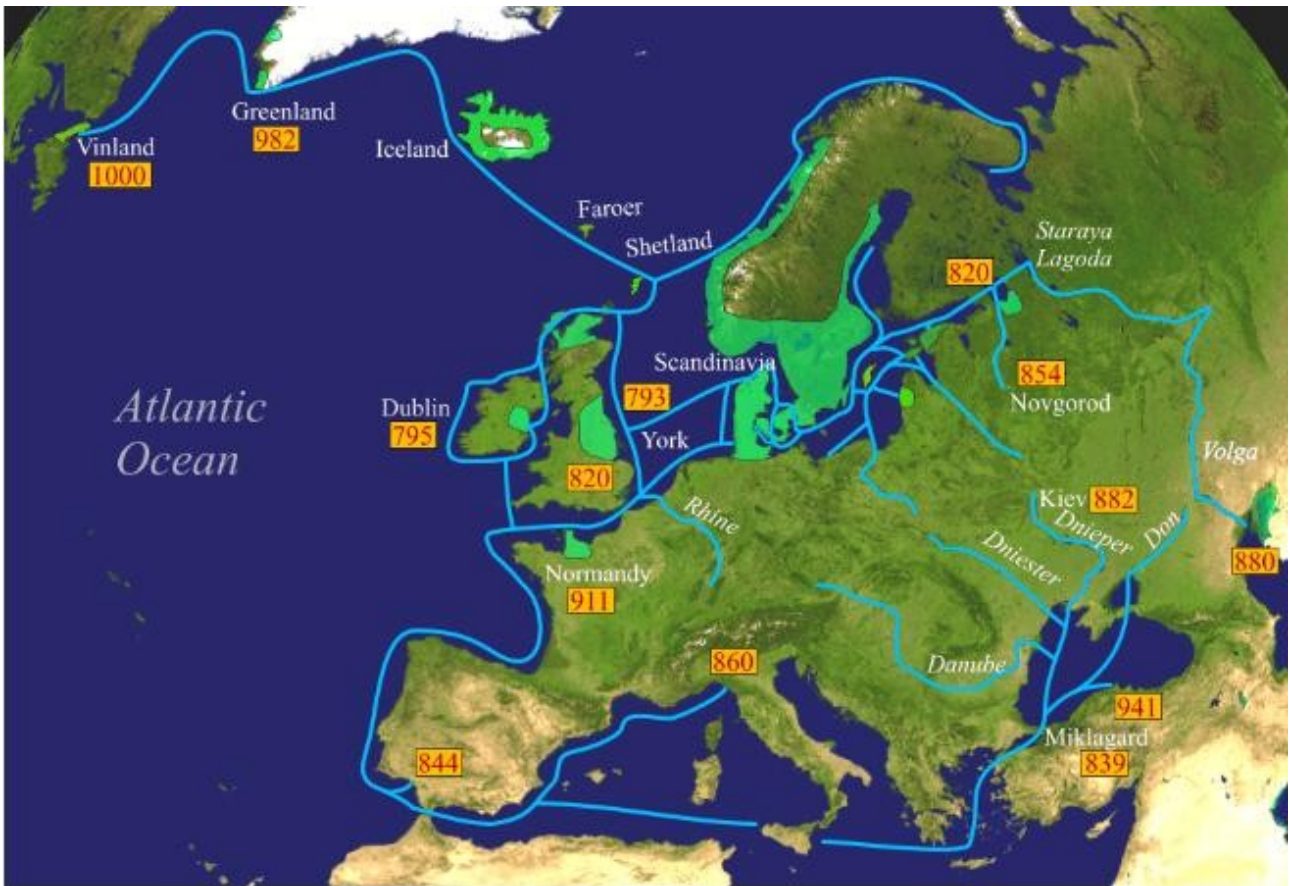 Greenland
982
Vinland
1000
Iceland
Faroer
Shetland
Staraya
Lagoda
820
Scandinavia
854
Novgorod
793
Dublin
795
York
Atlantic
Ocean
820
Volga
Kiev 882
Rhine
Dnieper
Don
Dniester
880
Normandy
911
860
Danube
941
Miklagard
839
844